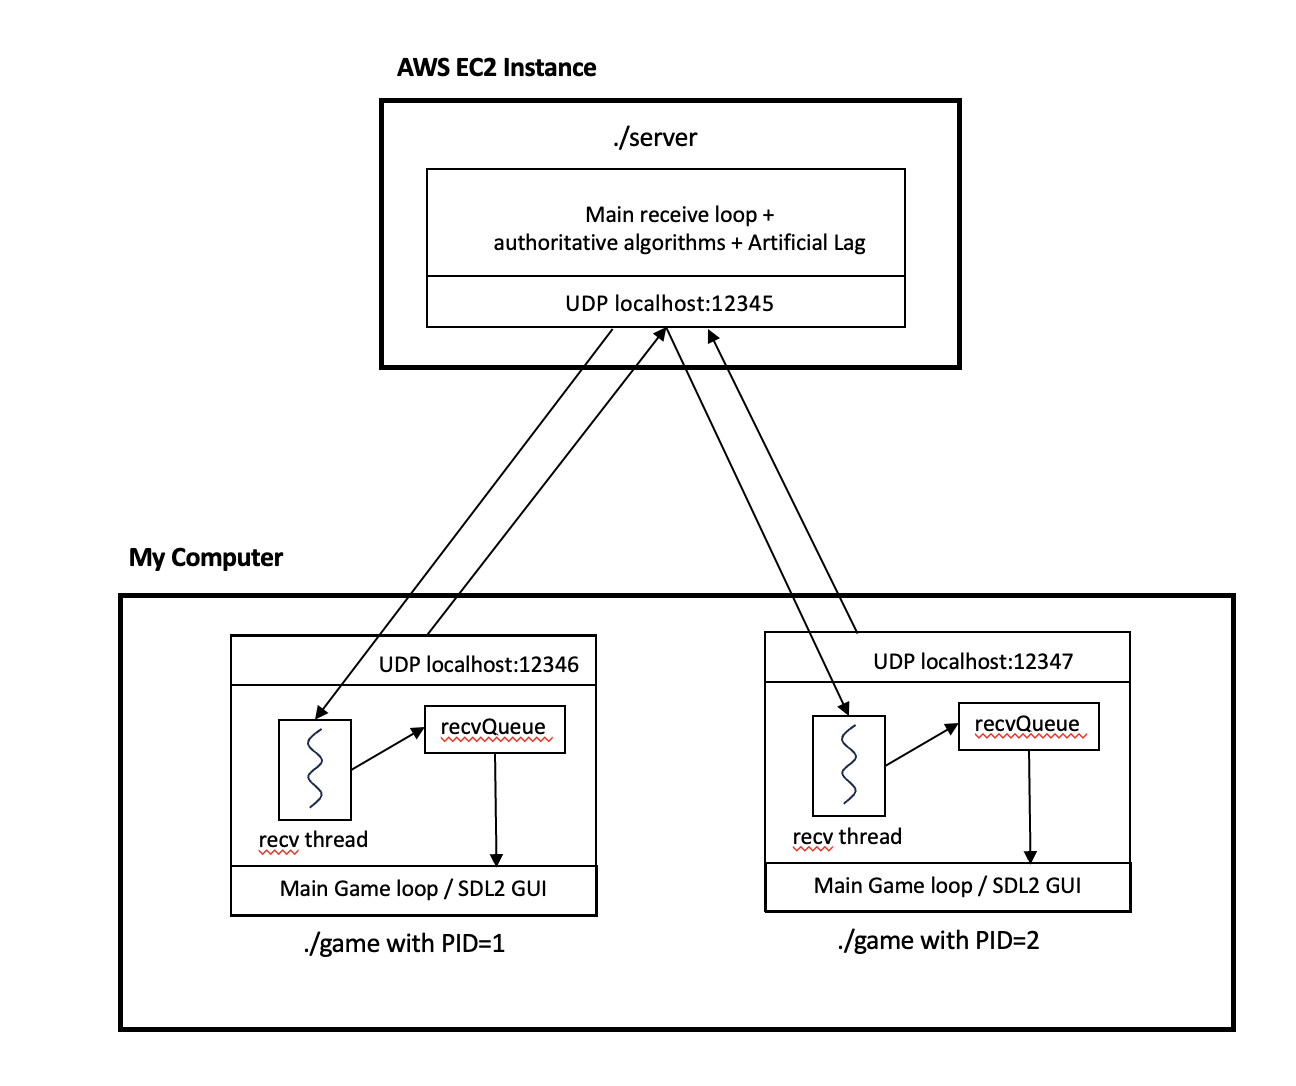 AWS EC2 Instance
./server
Main receive loop +
authoritative algorithms + Artificial Lag
UDP localhost:12345
My Computer
UDP localhost:12346
recvQueue
recv thread
Main Game loop / SDL2 GUI
./game with PID=1
UDP localhost:12347
recvQueue
recv thread
Main Game loop / SDL2 GUI
./game with PID=2